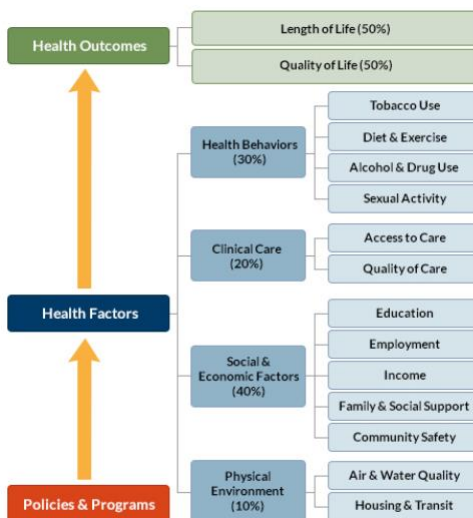 Health Outcomes
Length of Life (50%)
Quality of Life (50%)
Health Behaviors
(30%)
Tobacco Use
Diet & Exercise
Alcohol & Drug Use
Sexual Activity
Clinical Care
(20%)
Access to Care
Quality of Care
Health Factors
Social &
Economic Factors
(40%)
Education
Employment
Income
Family & Social Support
Community Safety
Physical
Environment
(10%)
Air & Water Quality
Housing & Transit
Policies & Programs